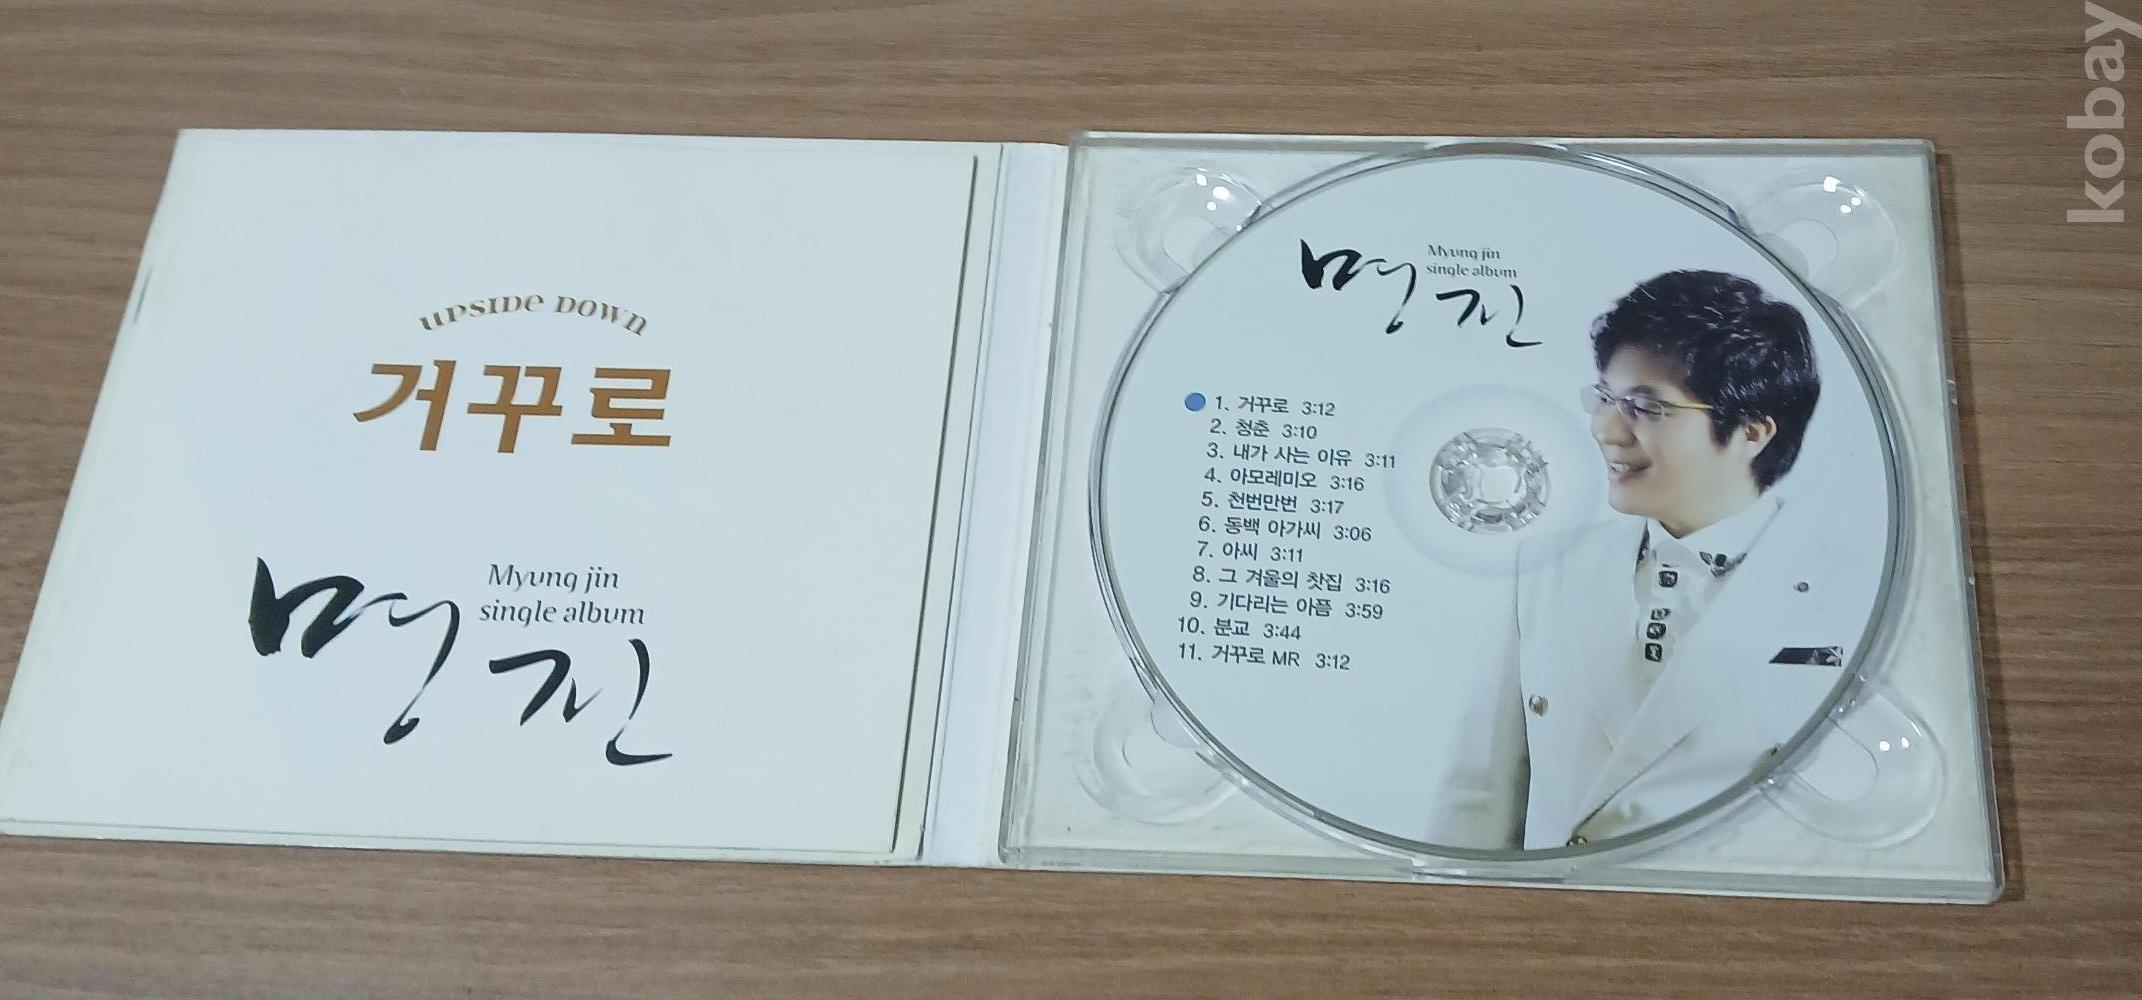 UPSIDE DOWN
거꾸로
Myung jin
single album
명진
Myung jin
single album
명진
1. 거꾸로 3:12
2. 청춘 3:10
3. 내가 사는 이유 3:11
4. 아모레미오 3:16
5. 천번만번 3:17
6. 동백 아가씨 3:06
7. 아씨 3:11
8. 그 겨울의 찻집 3:16
9. 기다리는 아픔 3:59
10. 분교 3:44
11. 거꾸로 MR 3:12
kobay